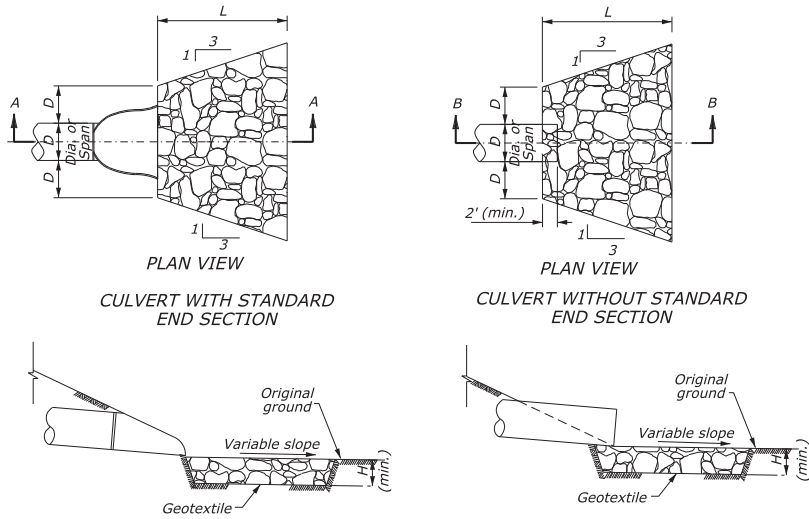 L
3
1
A
A
D
D
D
Dia. or
Span
1
3
PLAN VIEW
CULVERT WITH STANDARD
END SECTION
L
3
1
B
B
D
D
D
Dia. or
Span
2' (min.)
1
3
PLAN VIEW
CULVERT WITHOUT STANDARD
END SECTION
Original
ground
Variable slope
H
(min.)
Geotextile
Original
ground
Variable slope
H
(min.)
Geotextile